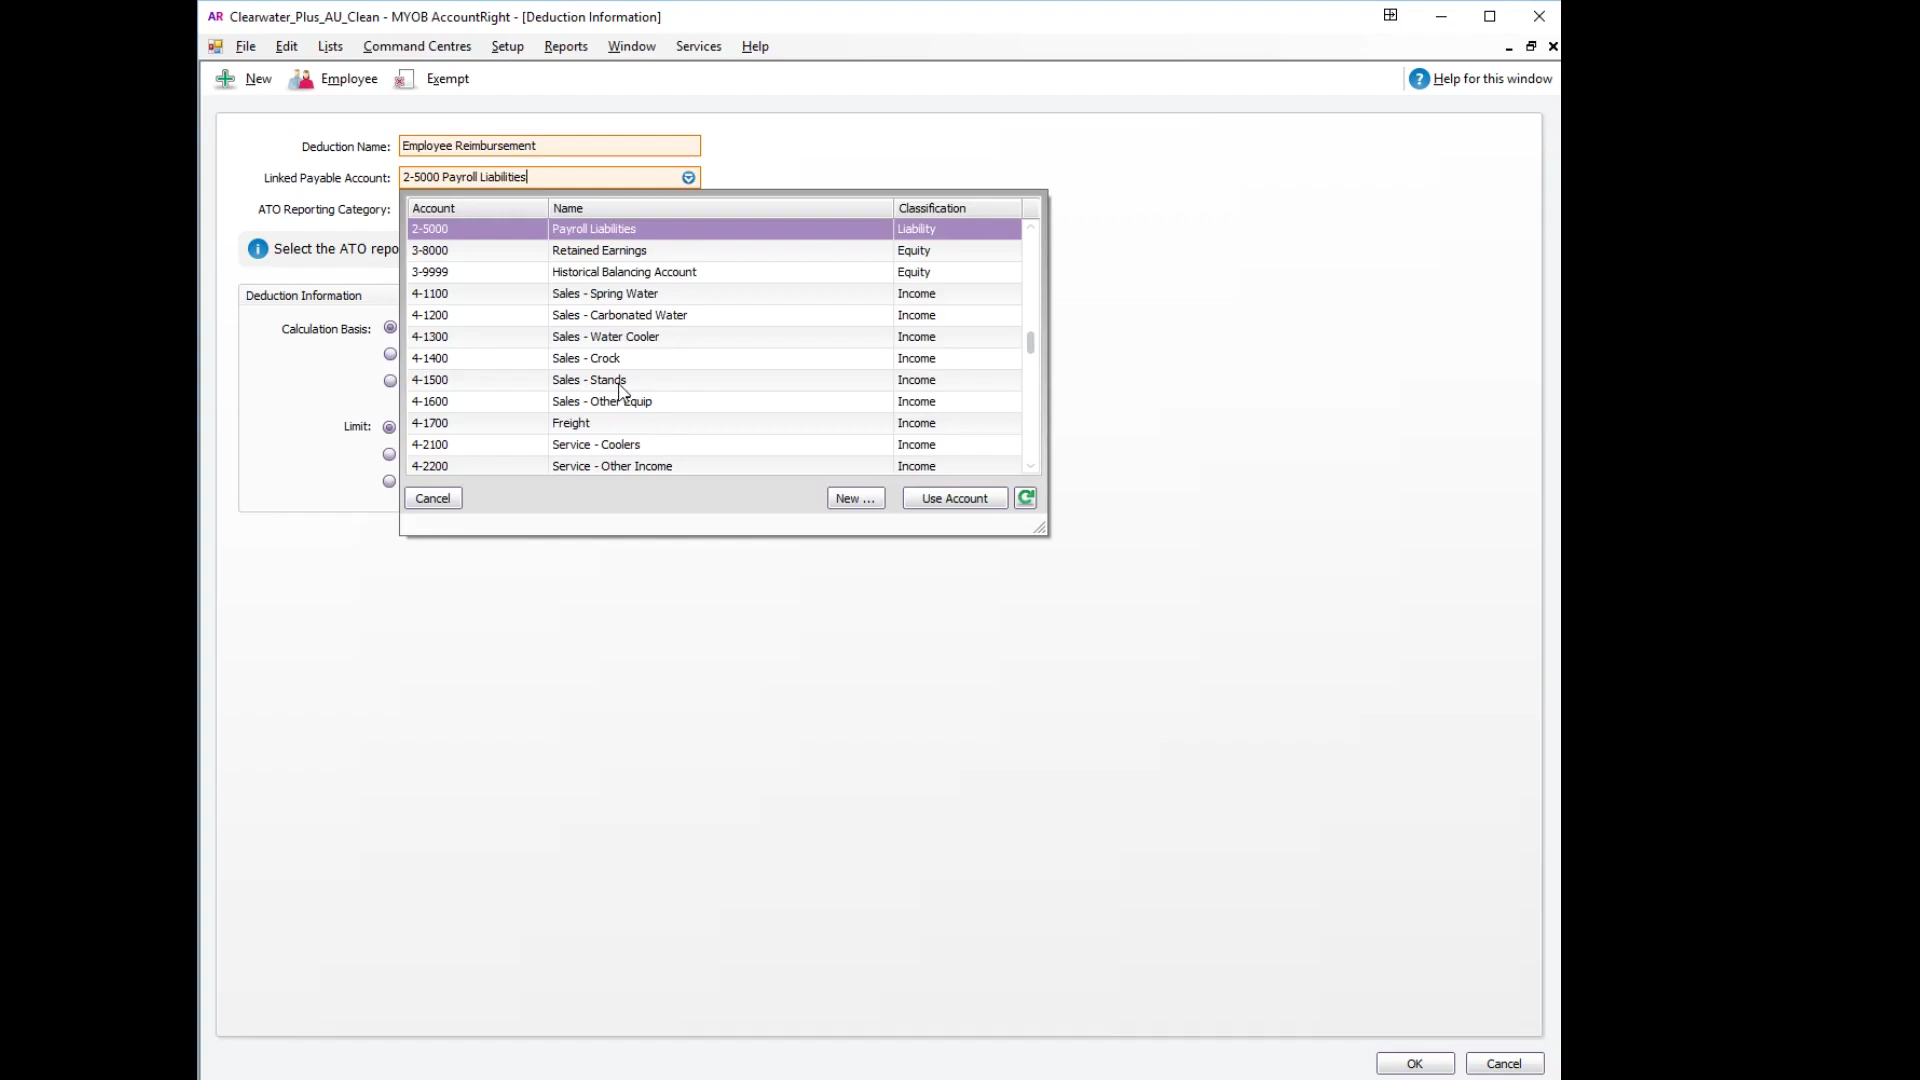 AR Clearwater_Plus_AU_Clean - MYOB AccountRight - [Deduction Information]
File Edit Lists Command Centres Setup Reports Window Services Help
New Employee Exempt ? Help for this window
Deduction Name: Employee Reimbursement
Linked Payable Account: 2-5000 Payroll Liabilities
ATO Reporting Category:
Account Name Classification
2-5000 Payroll Liabilities Liability
i Select the ATO repo
3-8000 Retained Earnings Equity
3-9999 Historical Balancing Account Equity
Deduction Information
4-1100 Sales - Spring Water Income
4-1200 Sales - Carbonated Water Income
Calculation Basis:
4-1300 Sales - Water Cooler Income
4-1400 Sales - Crock Income
4-1500 Sales - Stands Income
4-1600 Sales - Other Equip Income
Limit:
4-1700 Freight Income
4-2100 Service - Coolers Income
4-2200 Service - Other Income Income
Cancel New ... Use Account
OK Cancel